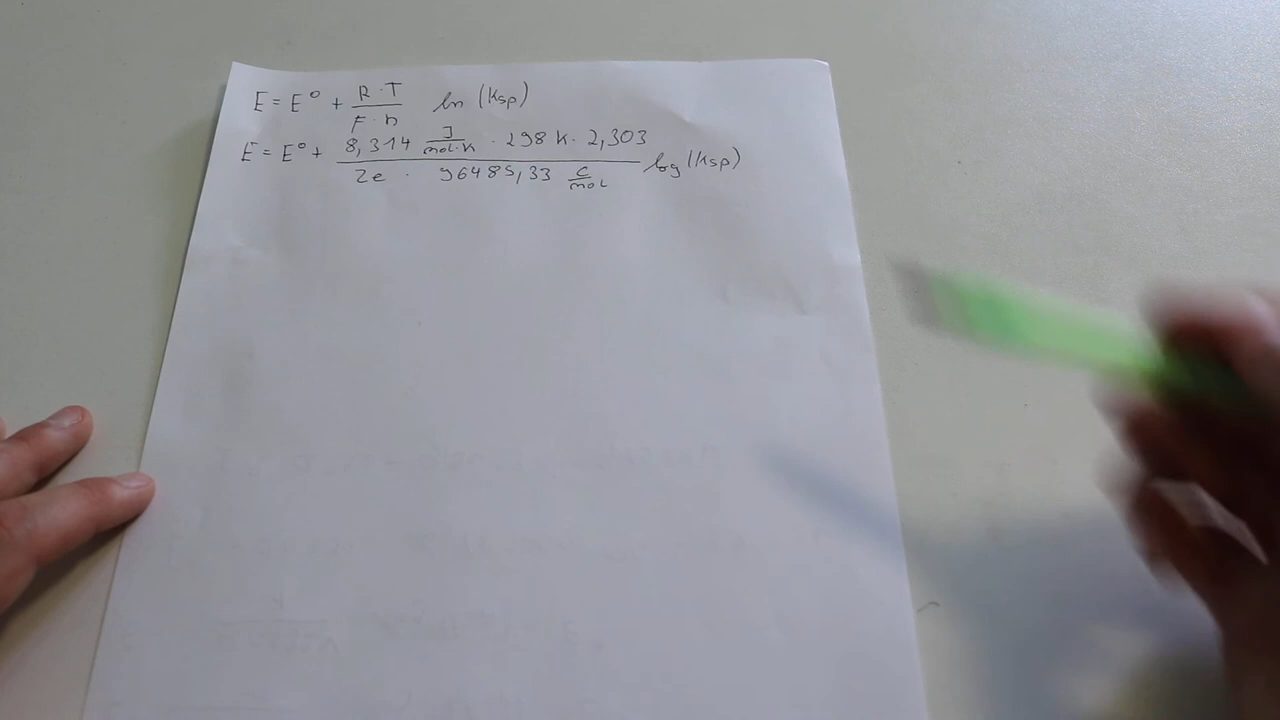 E = E° + R·T / F·n ln (Ksp)
E = E° + 8,314 J/mol·K · 298 K · 2,303 / 2e · 96485,33 C/mol log (Ksp)